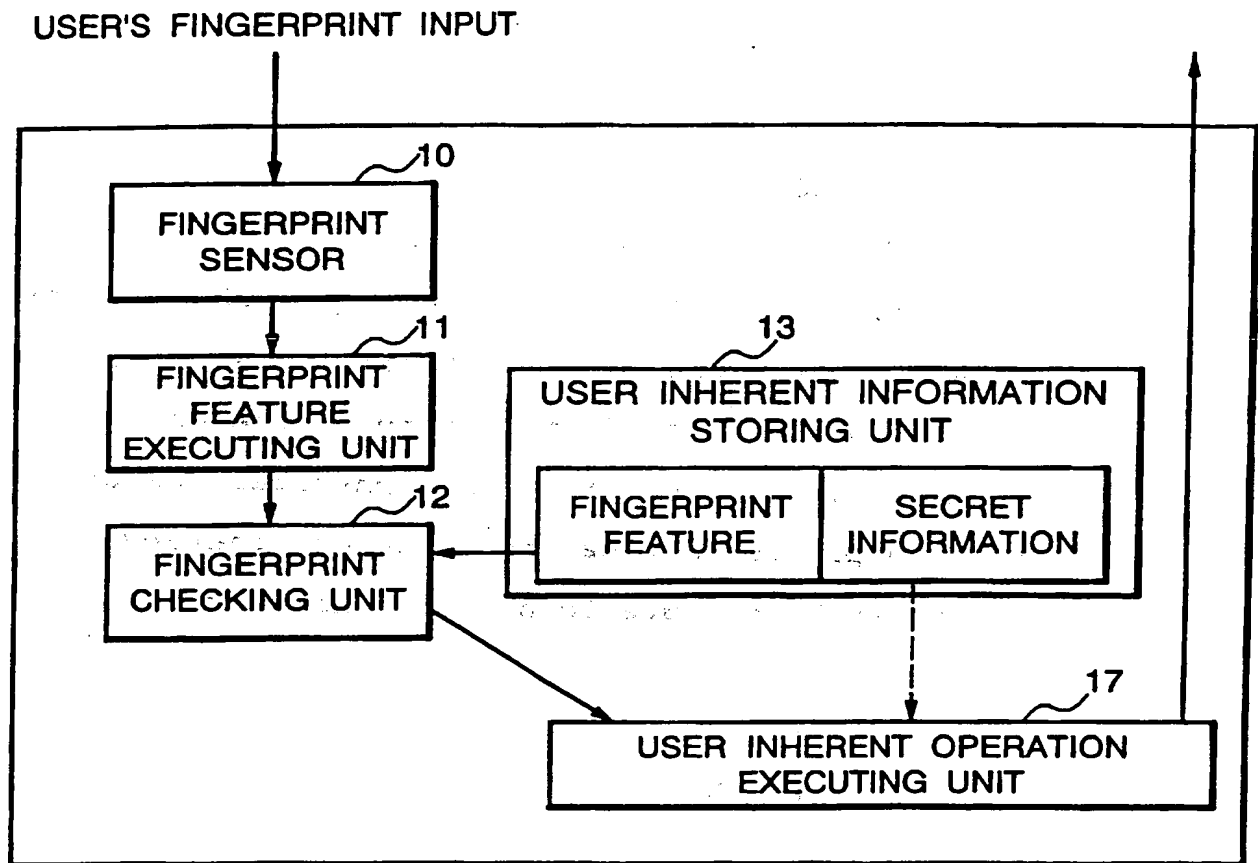 USER'S FINGERPRINT INPUT
10
FINGERPRINT
SENSOR
11
FINGERPRINT
FEATURE
EXECUTING UNIT
12
FINGERPRINT
CHECKING UNIT
13
USER INHERENT INFORMATION
STORING UNIT
FINGERPRINT
FEATURE
SECRET
INFORMATION
17
USER INHERENT OPERATION
EXECUTING UNIT